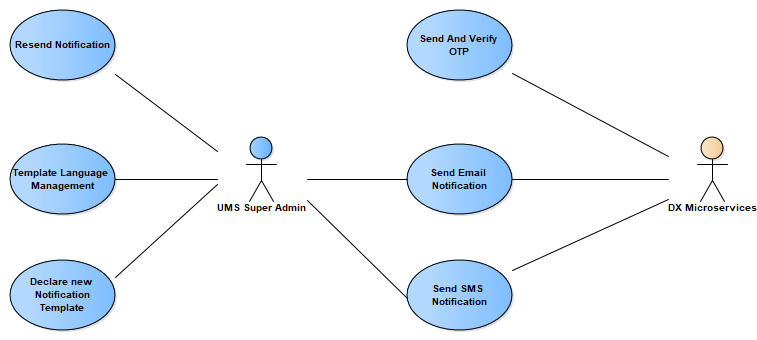 Resend Notification
Send And Verify
OTP
Template Language
Management
UMS Super Admin
Send Email
Notification
DX Microservices
Declare new
Notification
Template
Send SMS
Notification